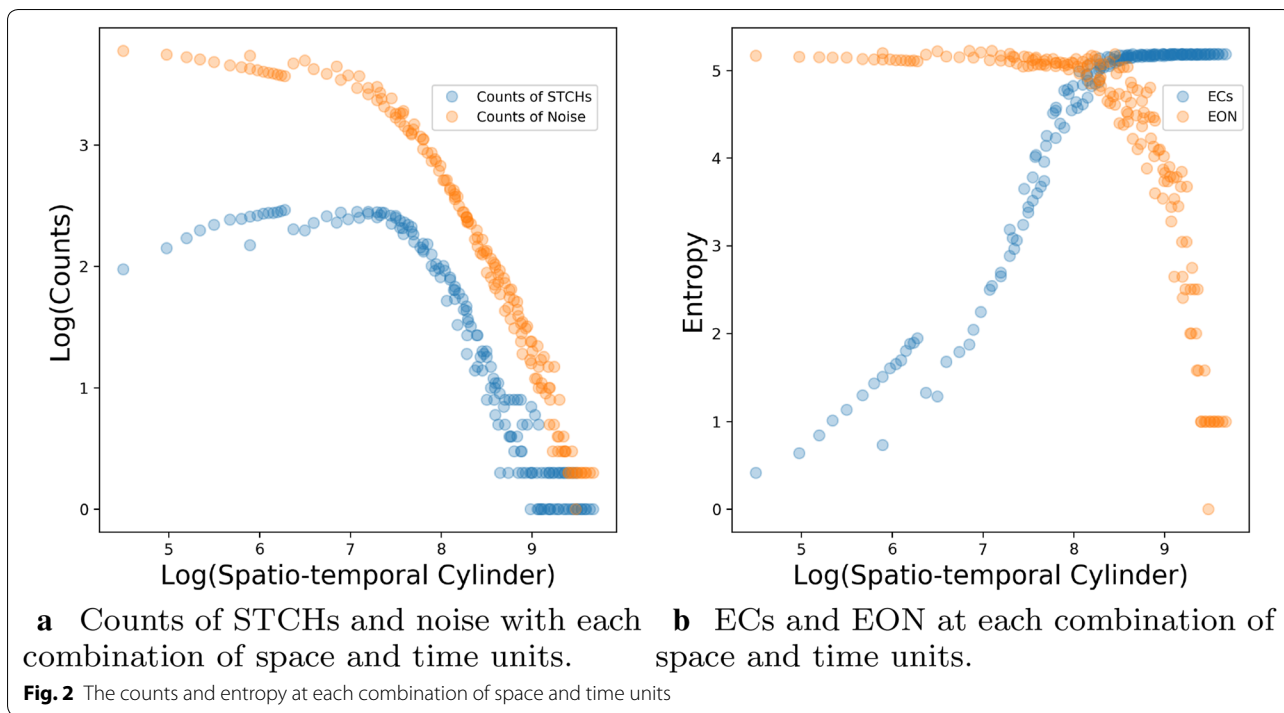 3
2
1
0
Log(Counts)
Counts of STCHs
Counts of Noise
5
6
7
8
9
Log(Spatio-temporal Cylinder)
5
4
3
2
1
0
Entropy
ECs
EON
5
6
7
8
9
Log(Spatio-temporal Cylinder)
a Counts of STCHs and noise with each
combination of space and time units.
b ECs and EON at each combination of
space and time units.
Fig. 2 The counts and entropy at each combination of space and time units